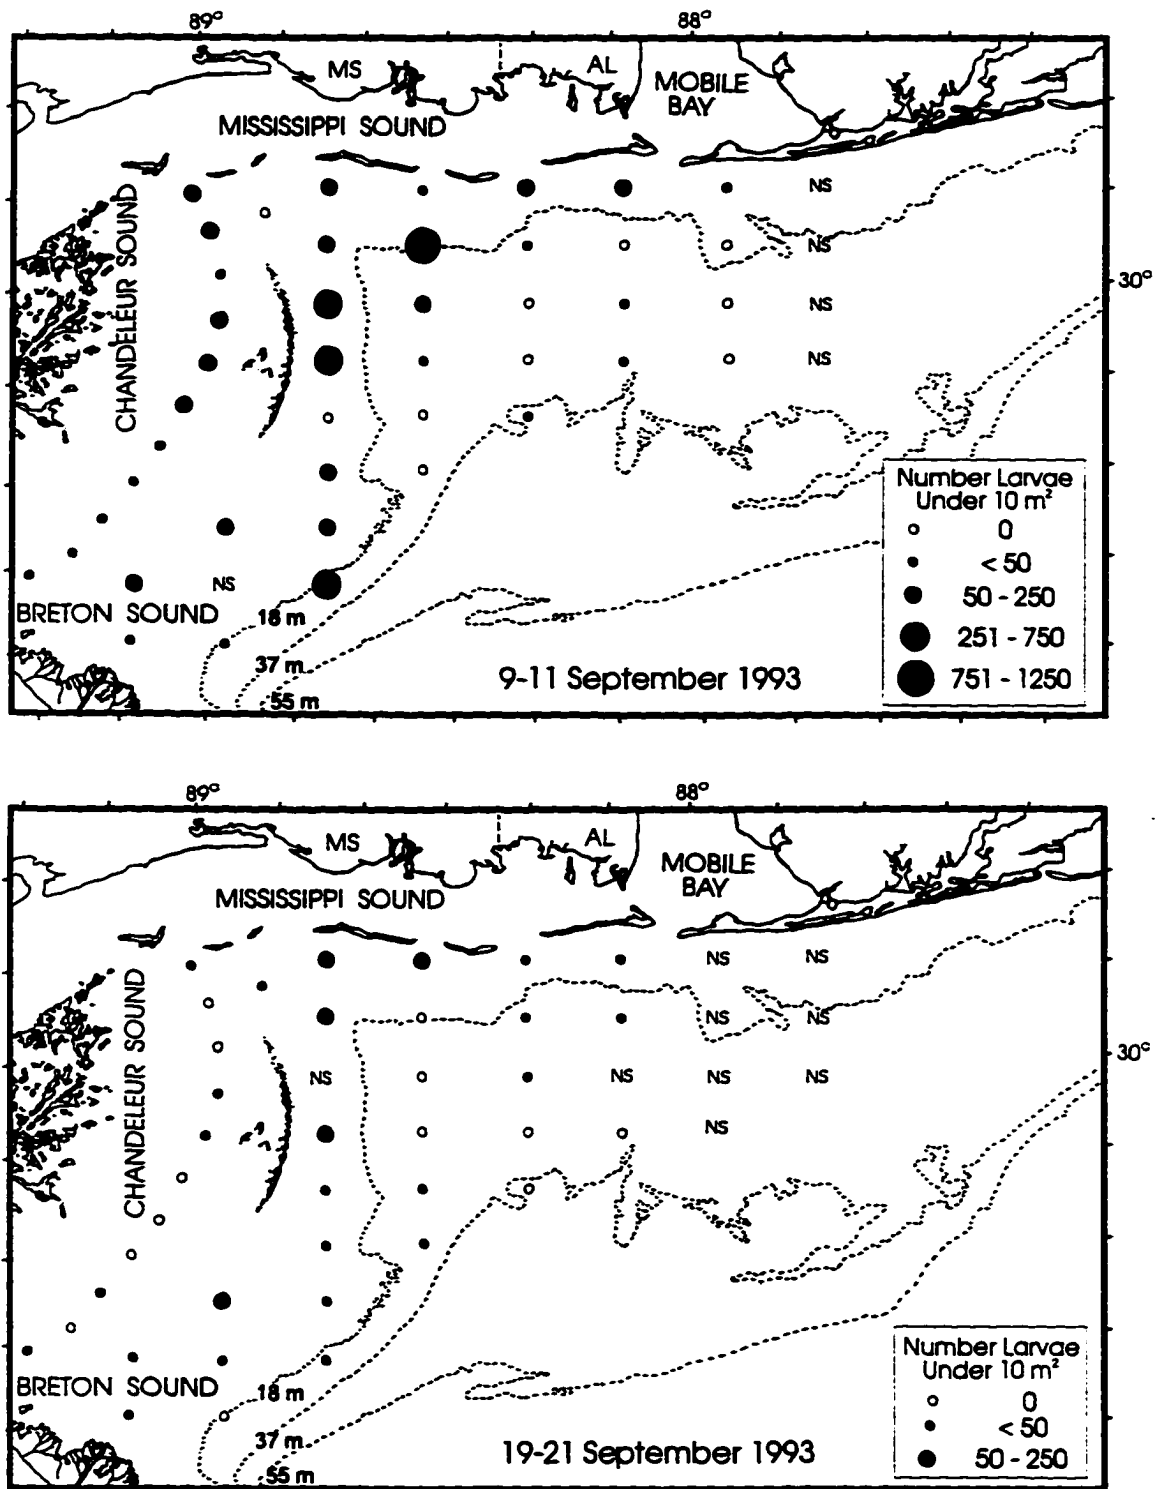 89° 88°
MS AL MOBILE
BAY
MISSISSIPPI SOUND
NS
CHANDELEUR SOUND
NS
30°
NS
NS
Number Larvae
Under 10 m²
0
< 50
NS
50 - 250
BRETON SOUND
18 m
251 - 750
37 m
9-11 September 1993
751 - 1250
55 m
89° 88°
MS AL MOBILE
BAY
MISSISSIPPI SOUND
NS NS
CHANDELEUR SOUND
NS NS
30°
NS NS NS NS
NS
Number Larvae
Under 10 m²
BRETON SOUND
18 m
0
< 50
37 m
19-21 September 1993
50 - 250
55 m